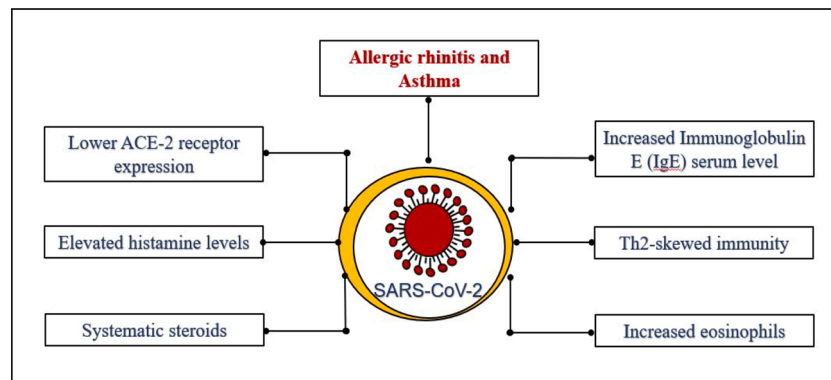 Allergic rhinitis and
Asthma
Lower ACE-2 receptor
expression
Increased Immunoglobulin
E (IgE) serum level
Elevated histamine levels
Th2-skewed immunity
SARS-CoV-2
Systematic steroids
Increased eosinophils